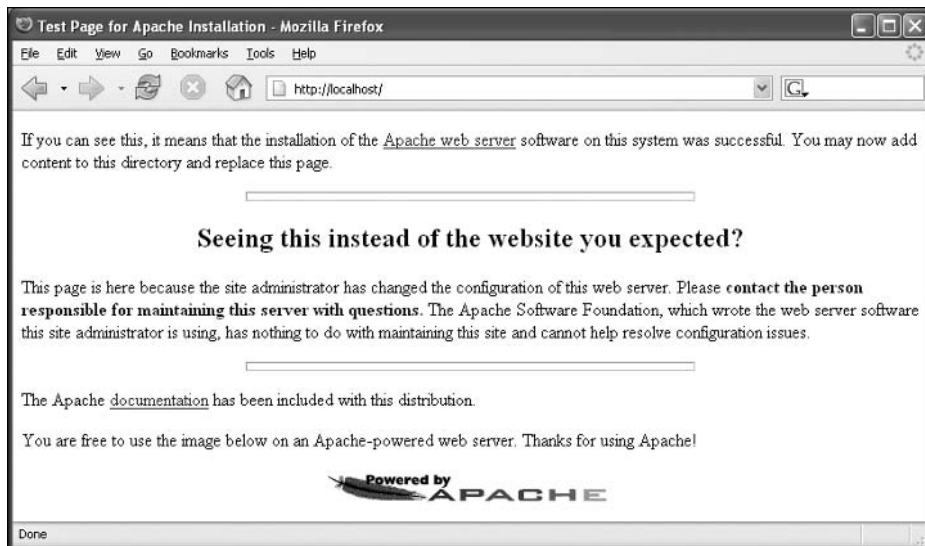 Test Page for Apache Installation - Mozilla Firefox
File Edit View Go Bookmarks Tools Help
http://localhost/
G
If you can see this, it means that the installation of the Apache web server software on this system was successful. You may now add
content to this directory and replace this page.
Seeing this instead of the website you expected?
This page is here because the site administrator has changed the configuration of this web server. Please contact the person
responsible for maintaining this server with questions. The Apache Software Foundation, which wrote the web server software
this site administrator is using, has nothing to do with maintaining this site and cannot help resolve configuration issues.
The Apache documentation has been included with this distribution.
You are free to use the image below on an Apache-powered web server. Thanks for using Apache!
Powered by
APACHE
Done